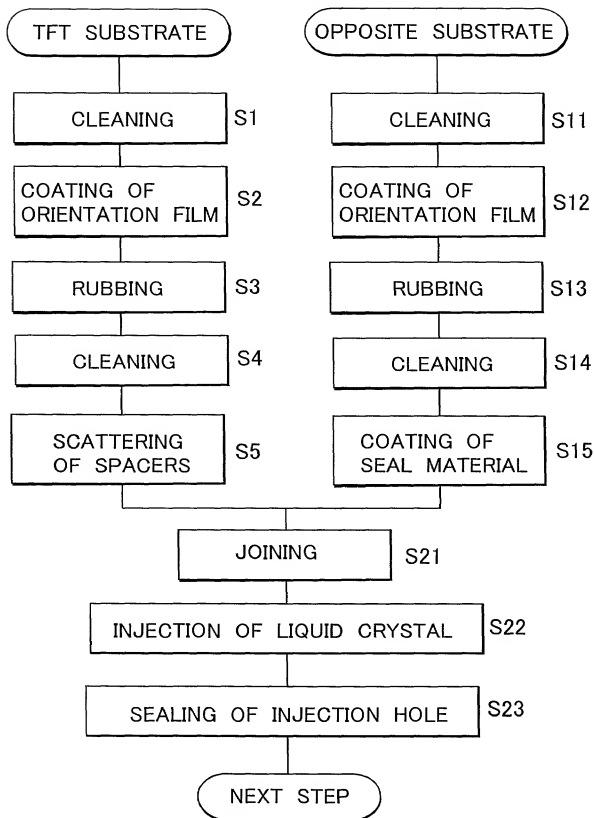 TFT SUBSTRATE
CLEANING S1
COATING OF
ORIENTATION FILM S2
RUBBING S3
CLEANING S4
SCATTERING
OF SPACERS S5
OPPOSITE SUBSTRATE
CLEANING S11
COATING OF
ORIENTATION FILM S12
RUBBING S13
CLEANING S14
COATING OF
SEAL MATERIAL S15
JOINING S21
INJECTION OF LIQUID CRYSTAL S22
SEALING OF INJECTION HOLE S23
NEXT STEP